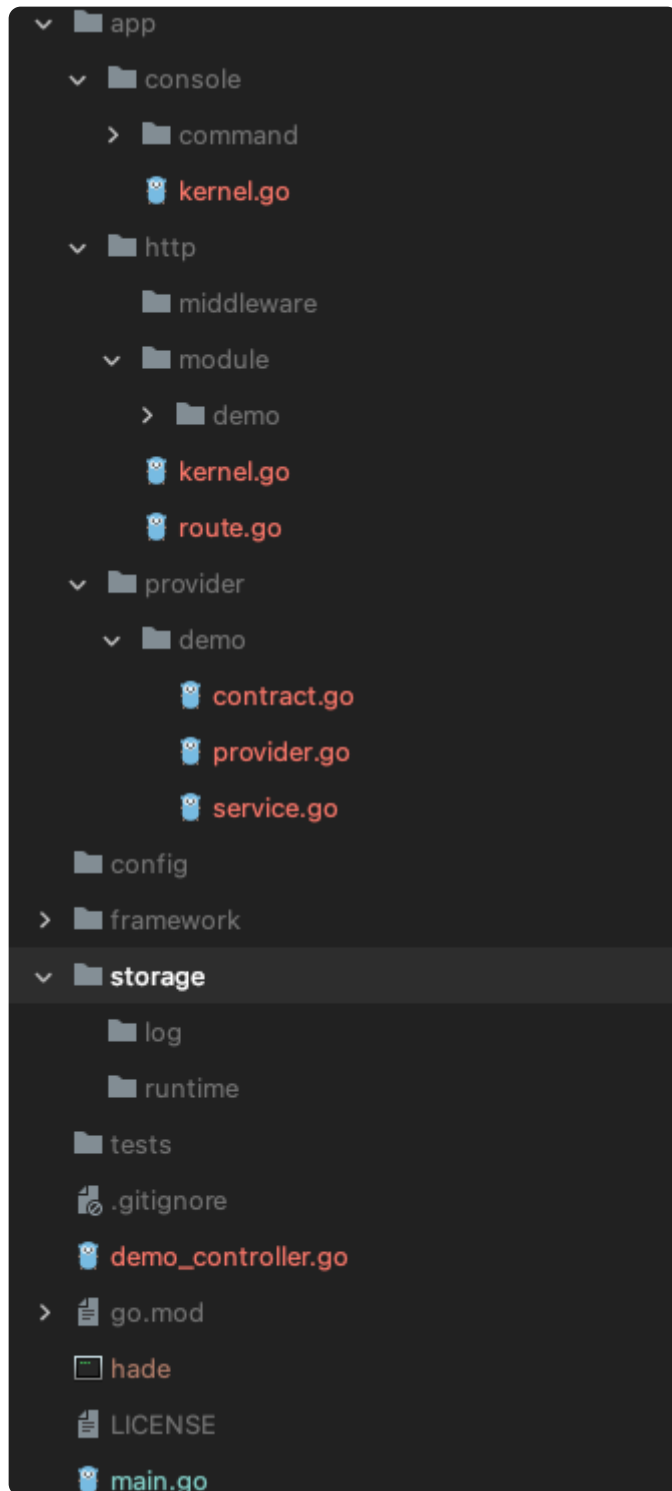 app
console
command
kernel.go
http
middleware
module
demo
kernel.go
route.go
provider
demo
contract.go
provider.go
service.go
config
framework
storage
log
runtime
tests
.gitignore
demo_controller.go
go.mod
hade
LICENSE
main.go